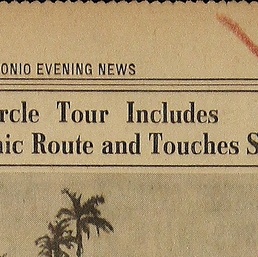 ONIO EVENING NEWS
rcle Tour Includes
nic Route and Touches S